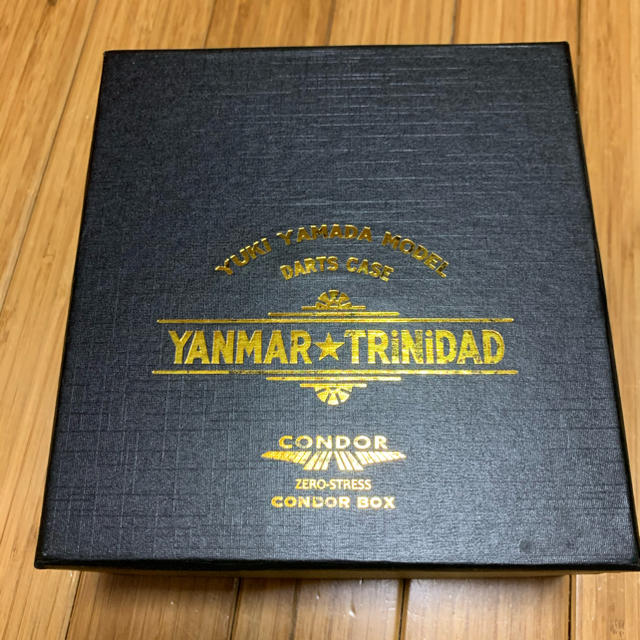 YUKI YAMADA MODEL
DARTS CASE
YANMAR★TRiNiDAD
CONDOR
ZERO-STRESS
CONDOR BOX